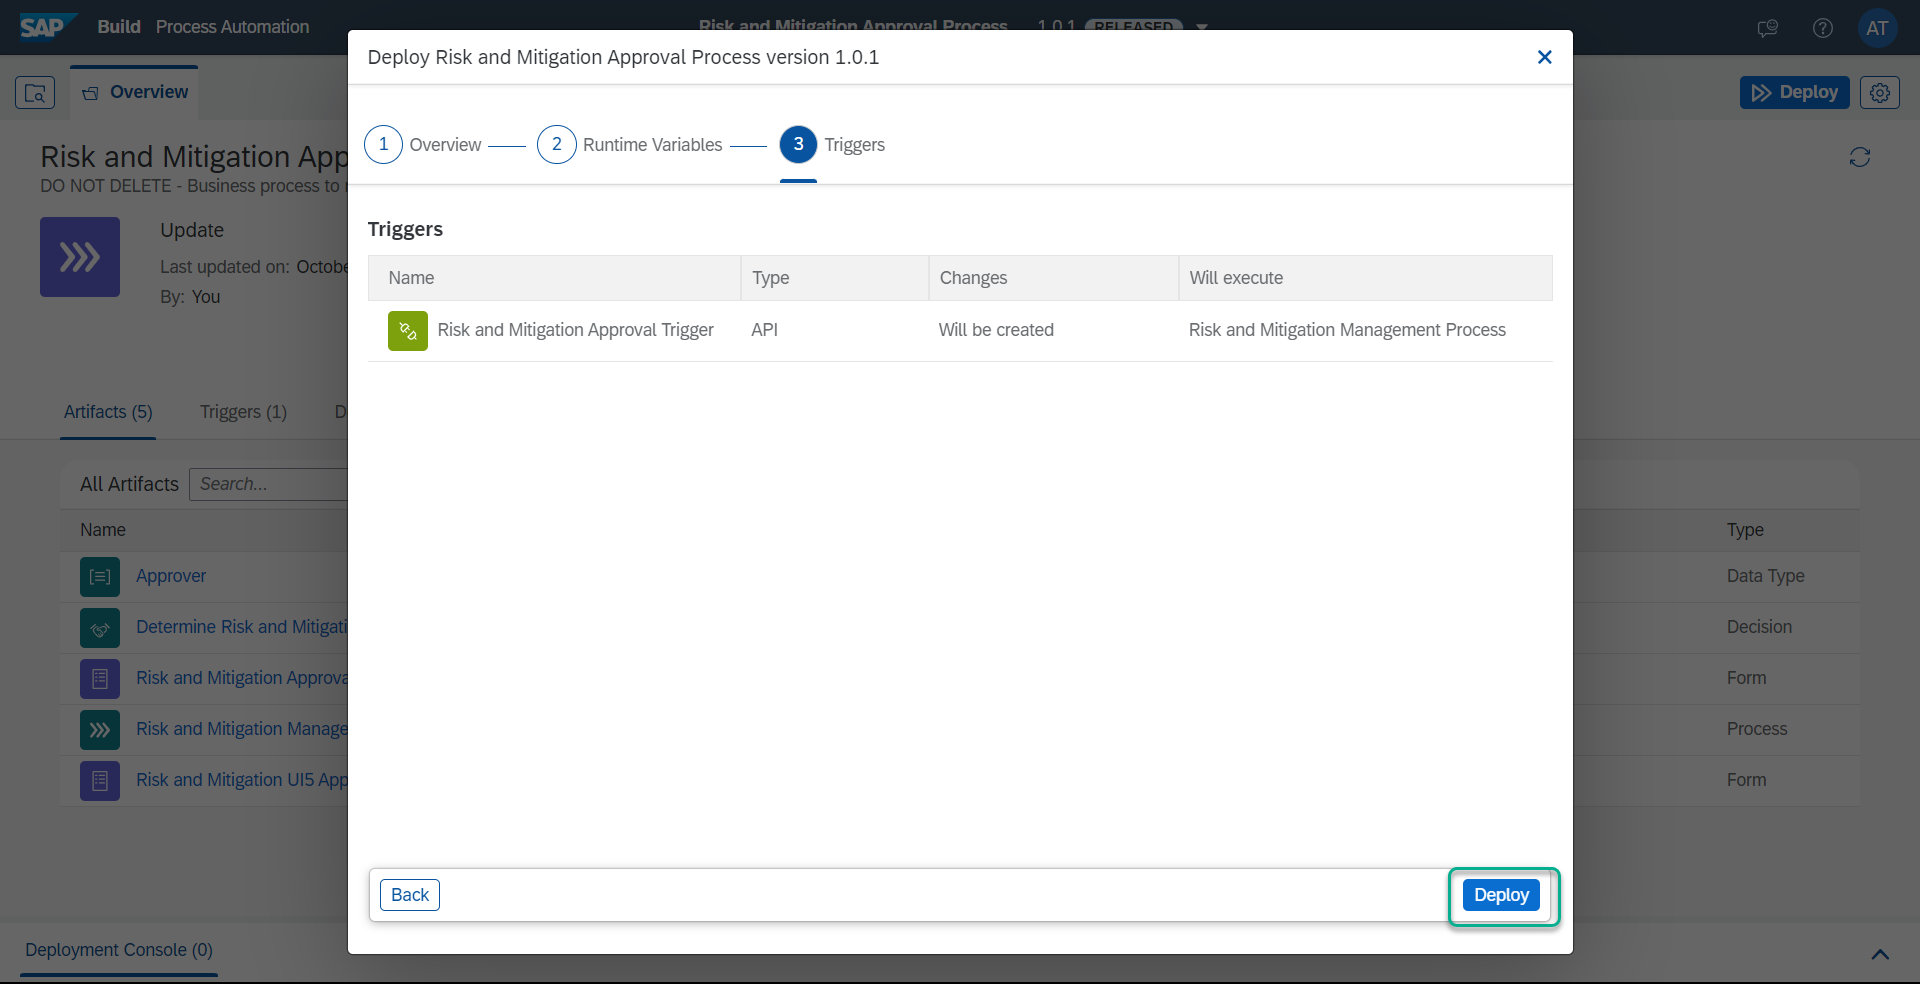 SAP Build Process Automation
Risk and Mitigation Approval Process 1.0.1 RELEASED
AT
Deploy Risk and Mitigation Approval Process version 1.0.1
Overview
Deploy
1 Overview 2 Runtime Variables 3 Triggers
Risk and Mitigation App
DO NOT DELETE - Business process to
Update
Last updated on: Octobe
By: You
Triggers
Name Type Changes Will execute
Risk and Mitigation Approval Trigger API Will be created Risk and Mitigation Management Process
Artifacts (5) Triggers (1) D
All Artifacts Search...
Name Type
Approver Data Type
Determine Risk and Mitigati Decision
Risk and Mitigation Approva Form
Risk and Mitigation Manage Process
Risk and Mitigation UI5 App Form
Back Deploy
Deployment Console (0)